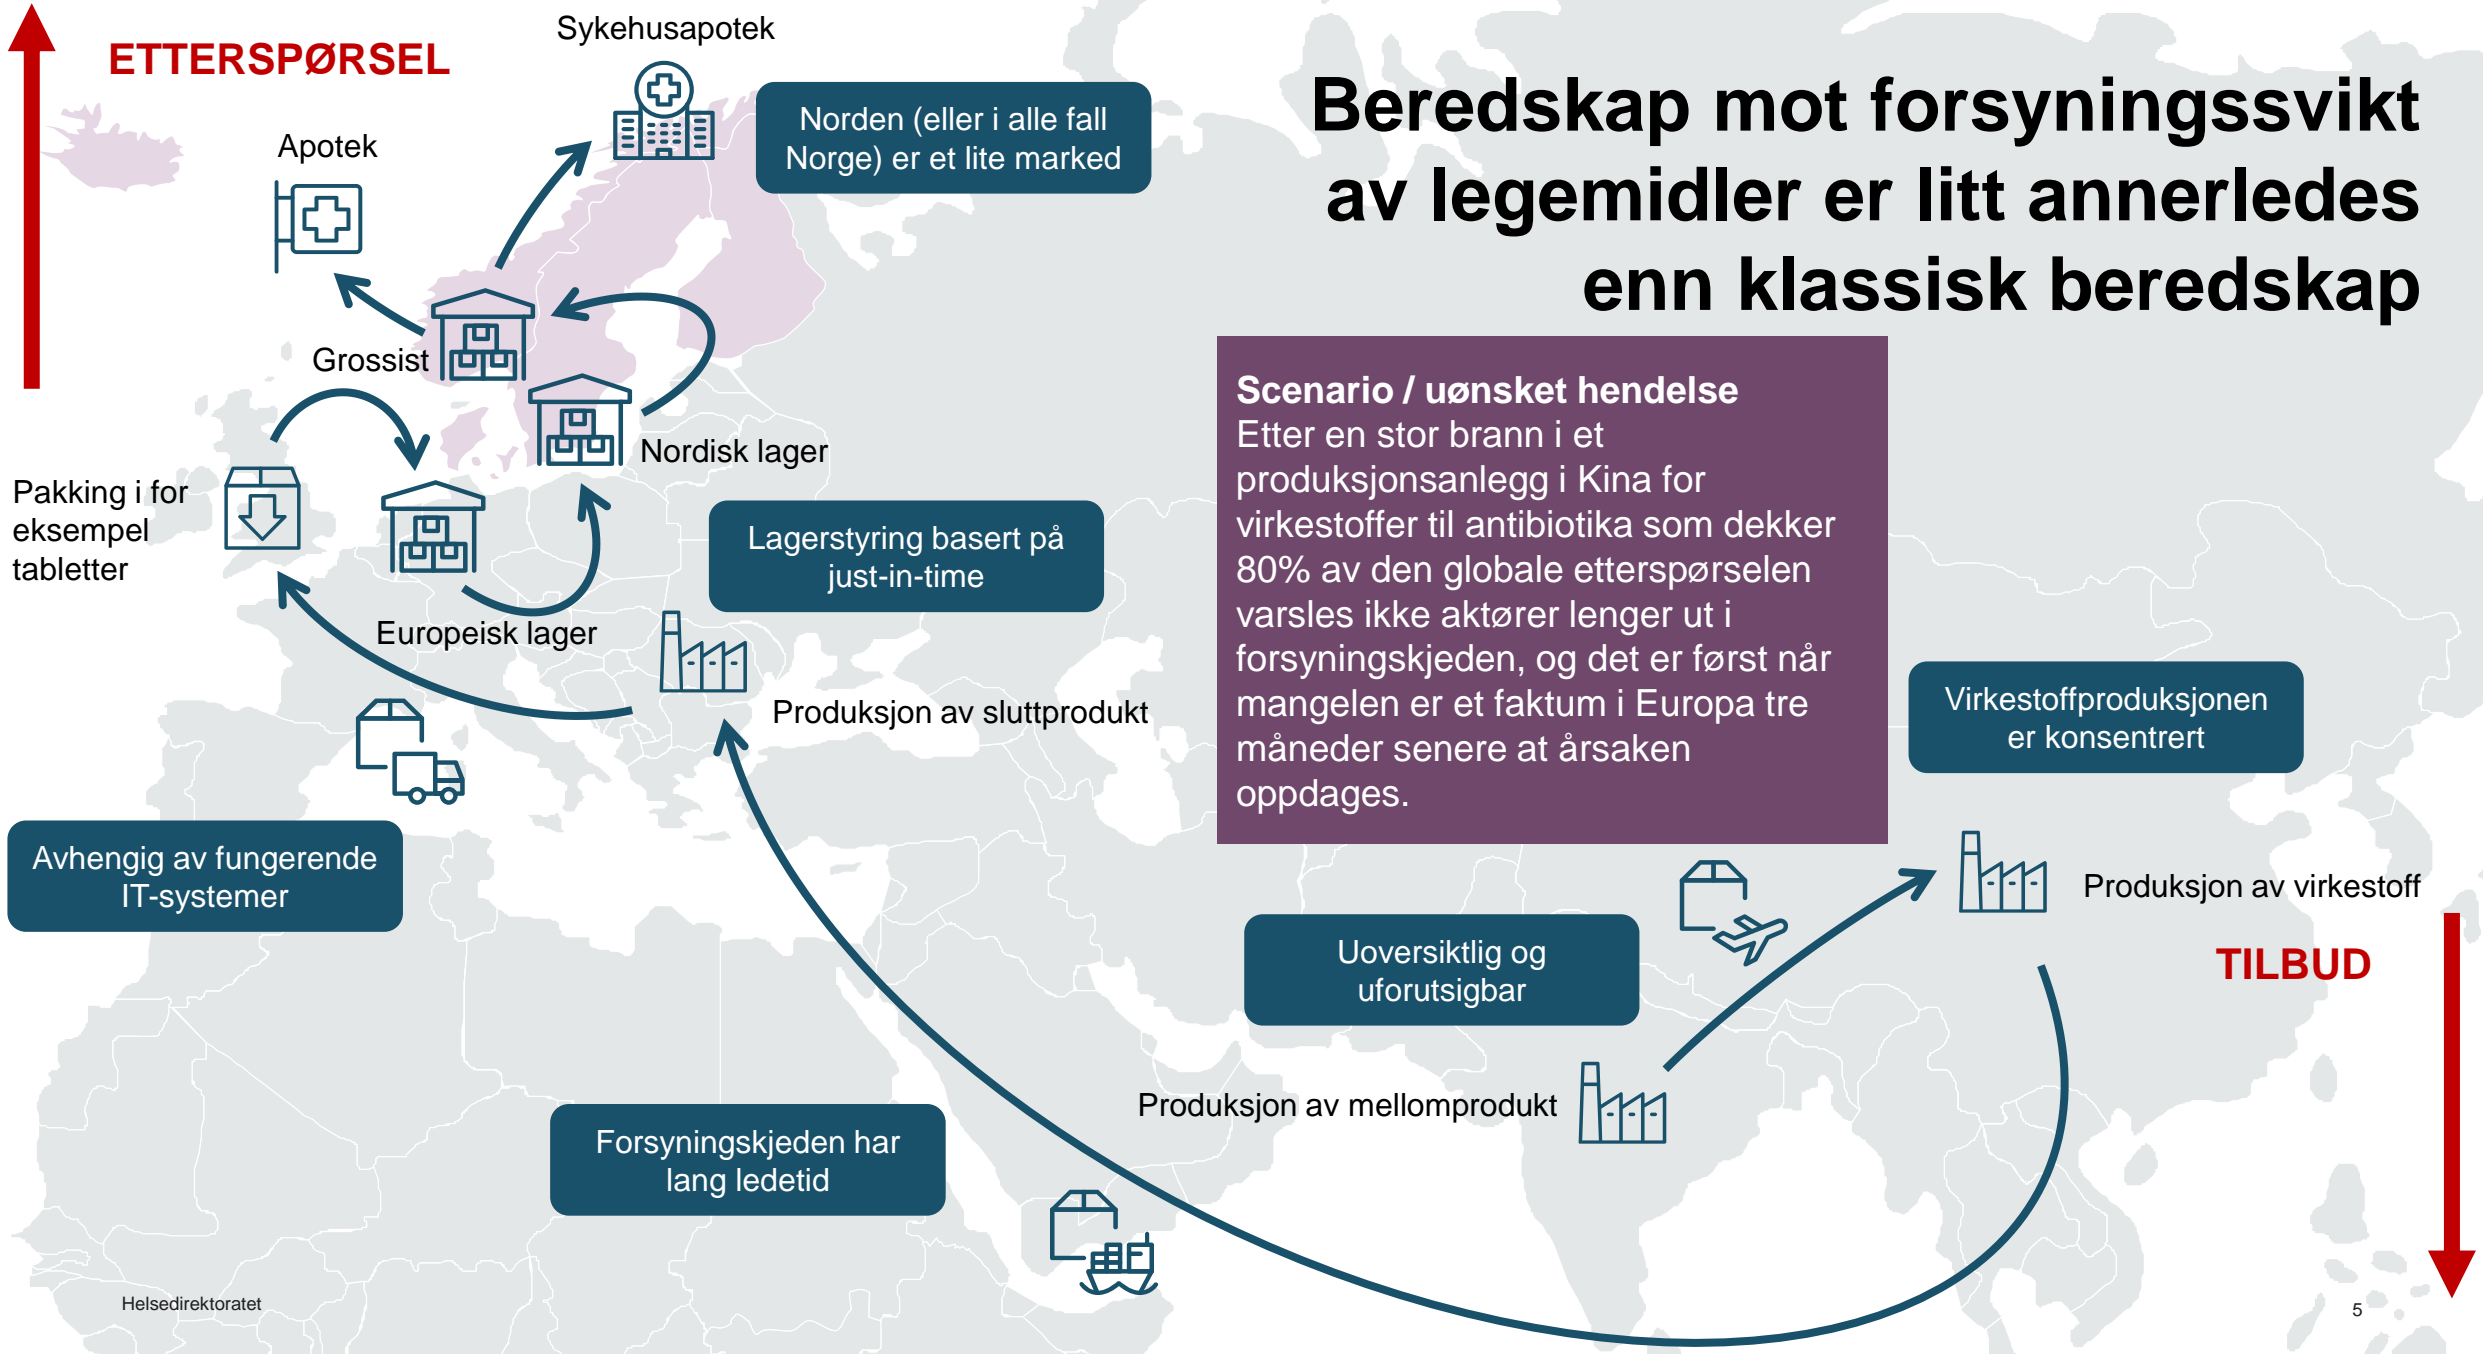 ETTERSPØRSEL
Sykehusapotek
Apotek
Norden (eller i alle fall
Norge) er et lite marked
Beredskap mot forsyningssvikt
av legemidler er litt annerledes
enn klassisk beredskap
Grossist
Nordisk lager
Pakking i for
eksempel
tabletter
Lagerstyring basert på
just-in-time
Europeisk lager
Produksjon av sluttprodukt
Scenario / uønsket hendelse
Etter en stor brann i et
produksjonsanlegg i Kina for
virkestoffer til antibiotika som dekker
80% av den globale etterspørselen
varsles ikke aktører lenger ut i
forsyningskjeden, og det er først når
mangelen er et faktum i Europa tre
måneder senere at årsaken
oppdages.
Virkestoffproduksjonen
er konsentrert
Avhengig av fungerende
IT-systemer
Produksjon av virkestoff
TILBUD
Uoversiktlig og
uforutsigbar
Produksjon av mellomprodukt
Forsyningskjeden har
lang ledetid
Helsedirektoratet
5